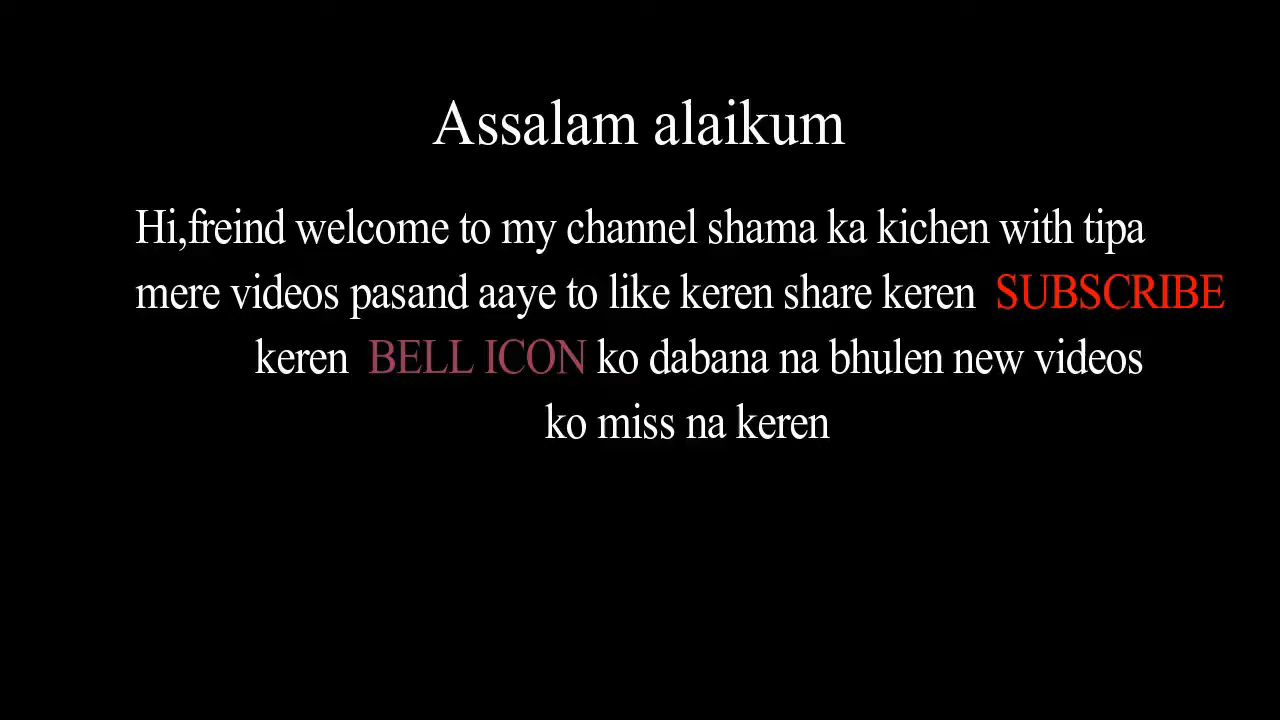 Assalam alaikum
Hi,freind welcome to my channel shama ka kichen with tipa
mere videos pasand aaye to like keren share keren SUBSCRIBE
keren BELL ICON ko dabana na bhulen new videos
ko miss na keren